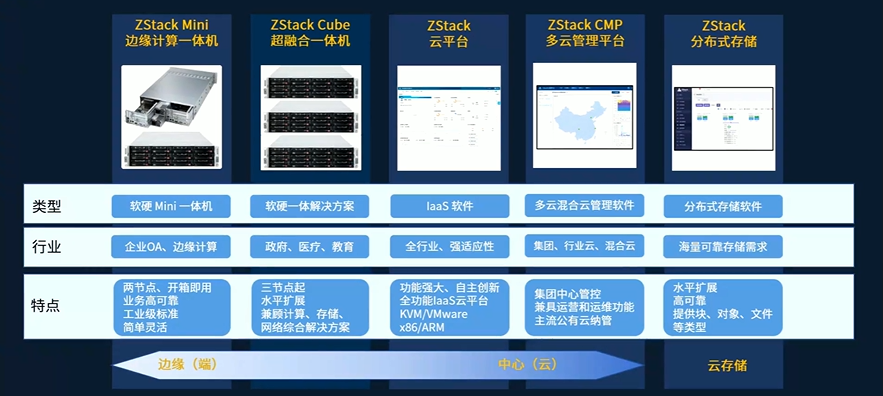 ZStack Mini
边缘计算一体机
ZStack Cube
超融合一体机
ZStack
云平台
ZStack CMP
多云管理平台
ZStack
分布式存储
类型
软硬 Mini 一体机
软硬一体解决方案
IaaS 软件
多云混合云管理软件
分布式存储软件
行业
企业OA、边缘计算
政府、医疗、教育
全行业、强适应性
集团、行业云、混合云
海量可靠存储需求
特点
两节点、开箱即用
业务高可靠
工业级标准
简单灵活
三节点起
水平扩展
兼顾计算、存储、
网络综合解决方案
功能强大、自主创新
全功能IaaS云平台
KVM/VMware
x86/ARM
集团中心管控
兼具运营和运维功能
主流公有云纳管
水平扩展
高可靠
提供块、对象、文件
等类型
边缘（端）
中心（云）
云存储